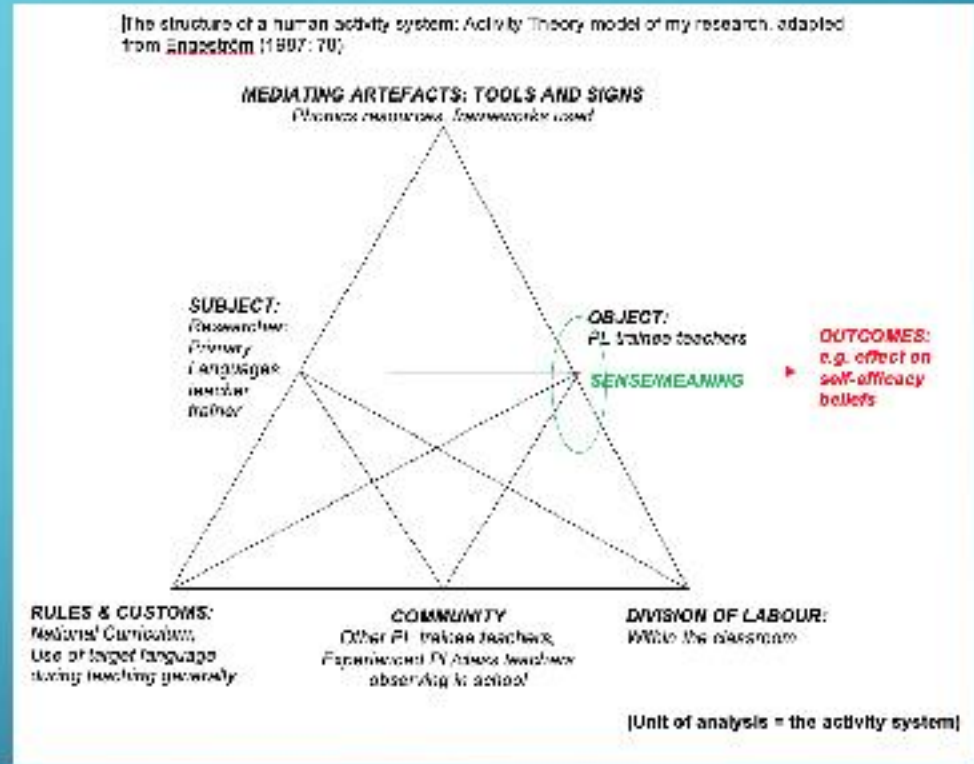 The structure of a human activity system: Activity Theory model of my research, adapted
from Engeström (1987: 78)
MEDIATING ARTEFACTS: TOOLS AND SIGNS
Phonics resources, frameworks used
SUBJECT:
Researcher:
Primary
Languages
teacher
trainer
OBJECT:
PL trainee teachers
SENSE/MEANING
OUTCOMES:
e.g. effect on
self-efficacy
beliefs
RULES & CUSTOMS:
National Curriculum,
Use of target language
during teaching generally
COMMUNITY
Other PL trainee teachers,
Experienced PL/class teachers
observing in school
DIVISION OF LABOUR:
Within the classroom
(Unit of analysis = the activity system)